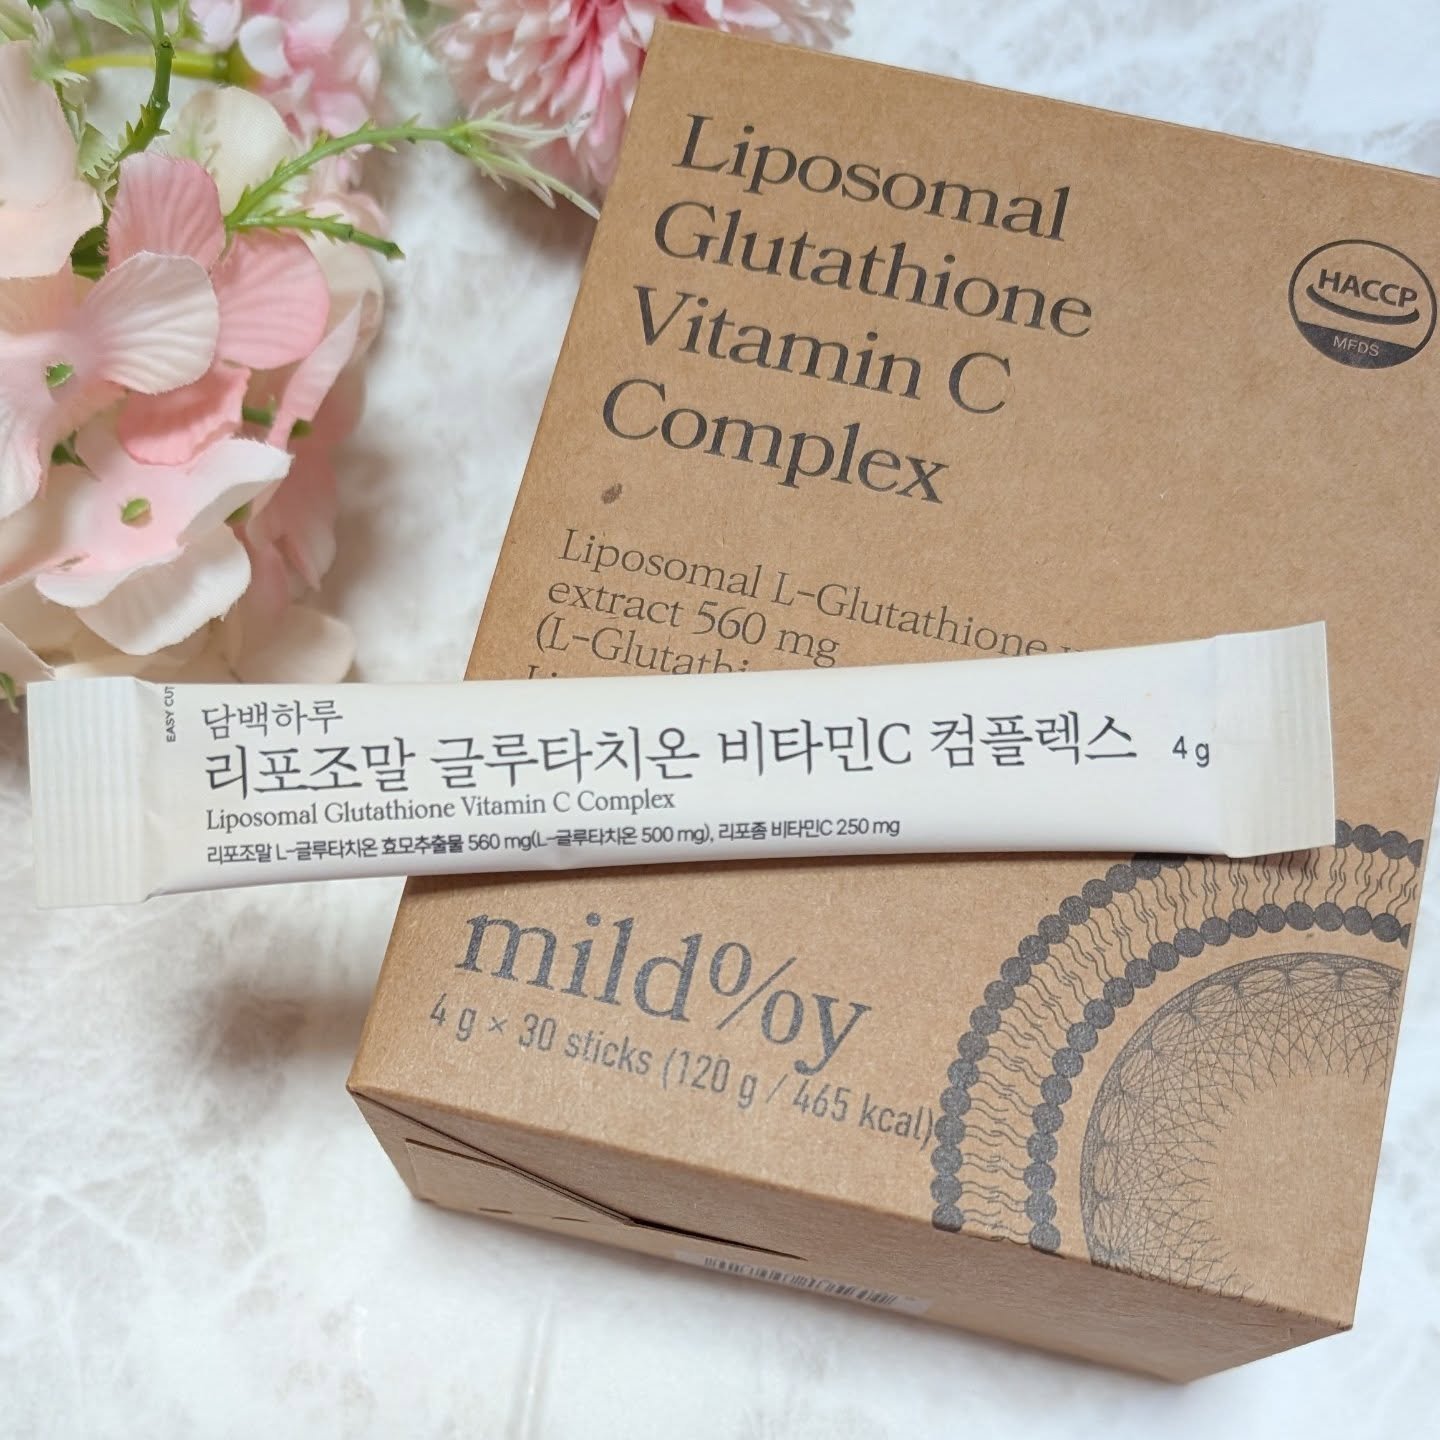 Liposomal
Glutathione
Vitamin C
Complex
HACCP
MFDS
Liposomal L-Glutathione
extract 560 mg
EASY CUT
담백하루
리포조말 글루타치온 비타민C 컴플렉스 4 g
Liposomal Glutathione Vitamin C Complex
리포조말 L-글루타치온 효모추출물 560 mg(L-글루타치온 500 mg), 리포좀 비타민C 250 mg
mild%y
4 g × 30 sticks (120 g / 465 kcal)